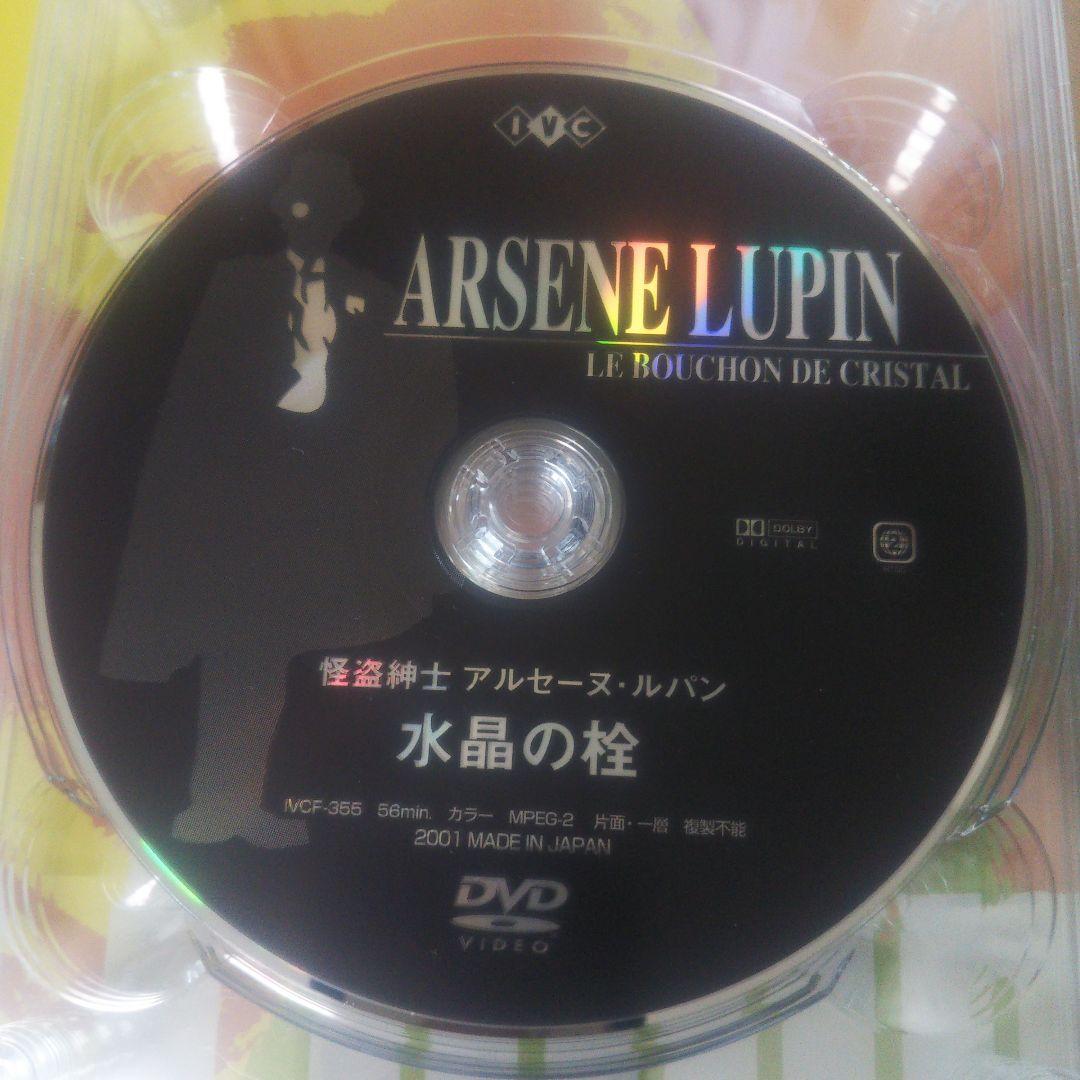 IVC
ARSENE LUPIN
LE BOUCHON DE CRISTAL
DOLBY
DIGITAL
怪盗紳士 アルセーヌ・ルパン
水晶の栓
IVCF-355 56min. カラー MPEG-2 片面・一層 複製不能
2001 MADE IN JAPAN
DVD
VIDEO